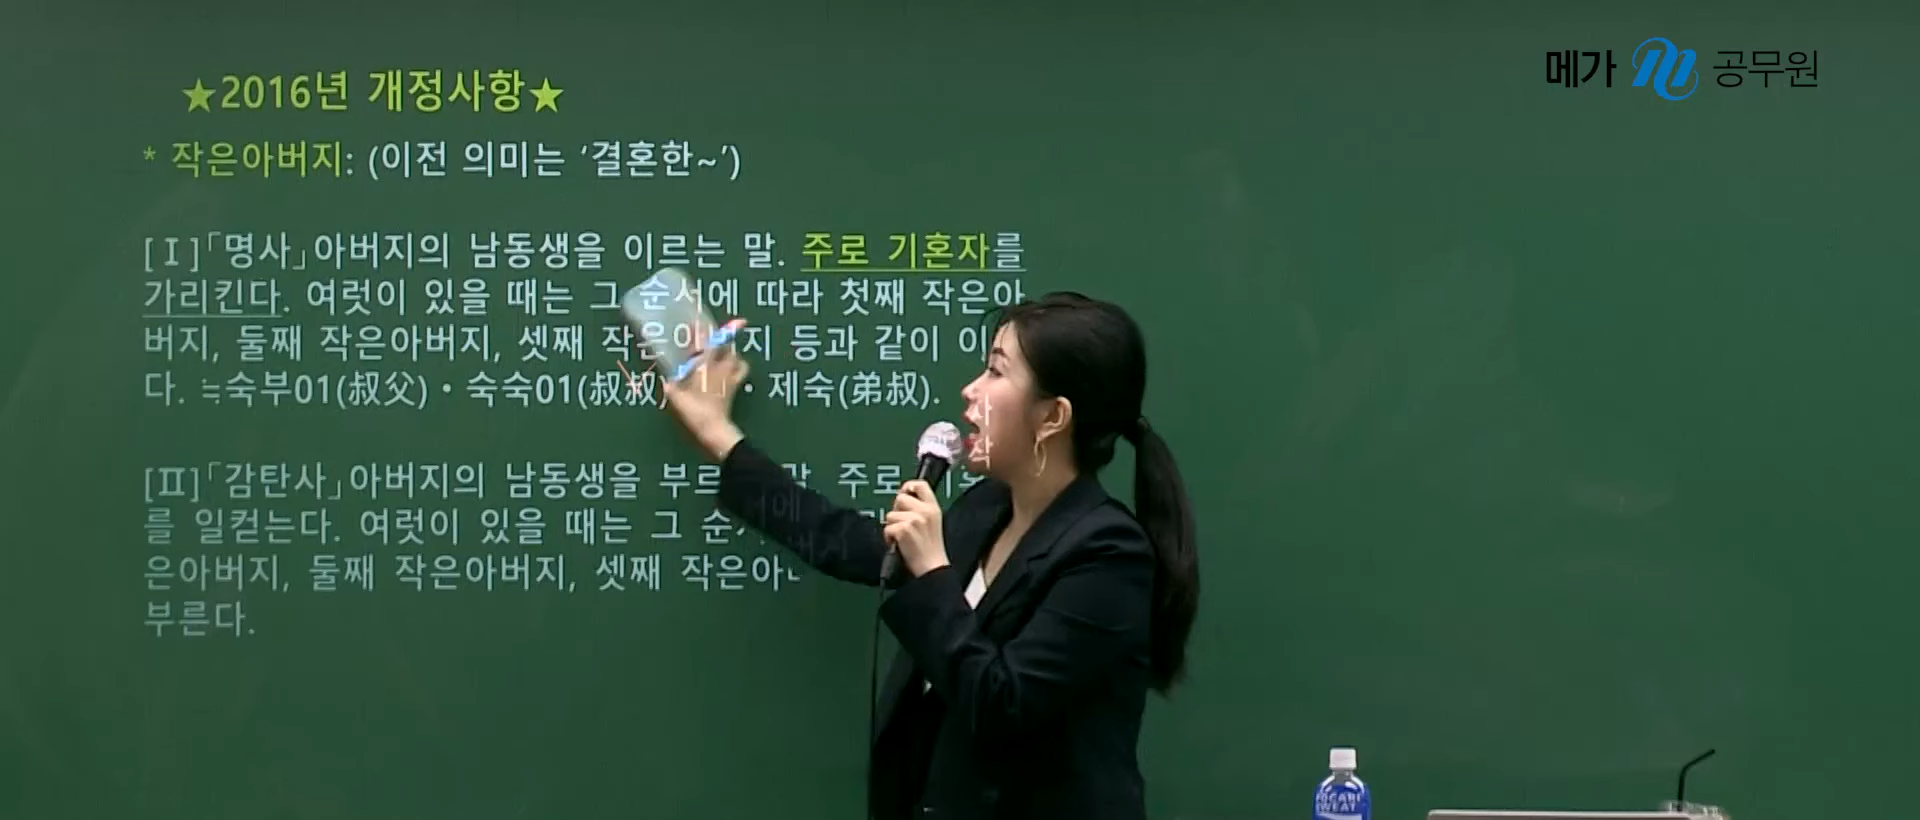 메가 공무원
★2016년 개정사항★
* 작은아버지: (이전 의미는 ‘결혼한~’)
[Ⅰ]「명사」아버지의 남동생을 이르는 말. 주로 기혼자를
가리킨다. 여럿이 있을 때는 그 순서에 따라 첫째 작은아
버지, 둘째 작은아버지, 셋째 작은아버지 등과 같이 이
다. ≒숙부01(叔父)·숙숙01(叔叔)「1」·제숙(弟叔).
[Ⅱ]「감탄사」아버지의 남동생을 부르 말. 주로
를 일컫는다. 여럿이 있을 때는 그 순서에
은아버지, 둘째 작은아버지, 셋째 작은아버
부른다.
POCARI
SWEAT